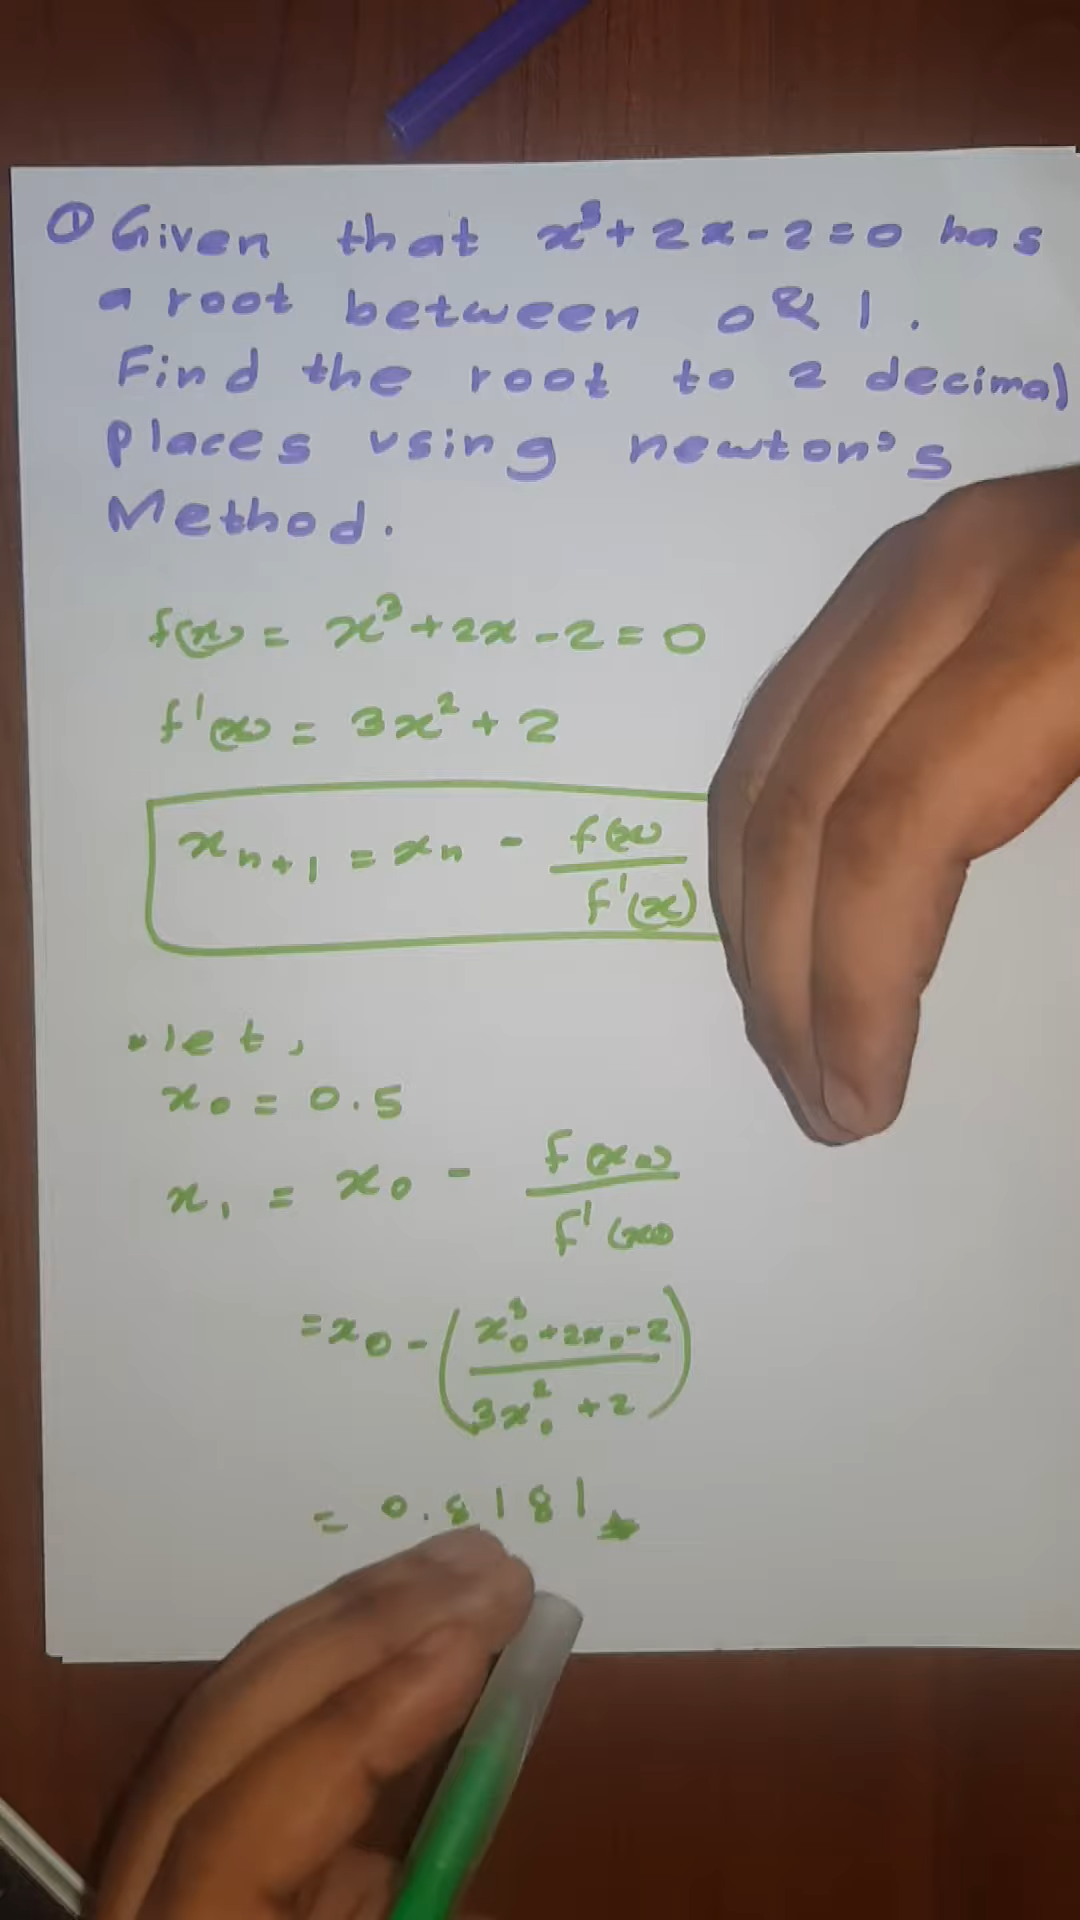 ① Given that x³+2x-2=0 has
a root between 0 & 1.
Find the root to 2 decimal
places using newton's
Method.
f(x) = x³+2x-2=0
f'(x) = 3x²+2
xₙ₊₁ = xₙ - f(x)/f'(x)
let,
x₀ = 0.5
x₁ = x₀ - f(x₀)/f'(x₀)
=x₀-(x₀³+2x₀-2/3x₀²+2)
= 0.8181